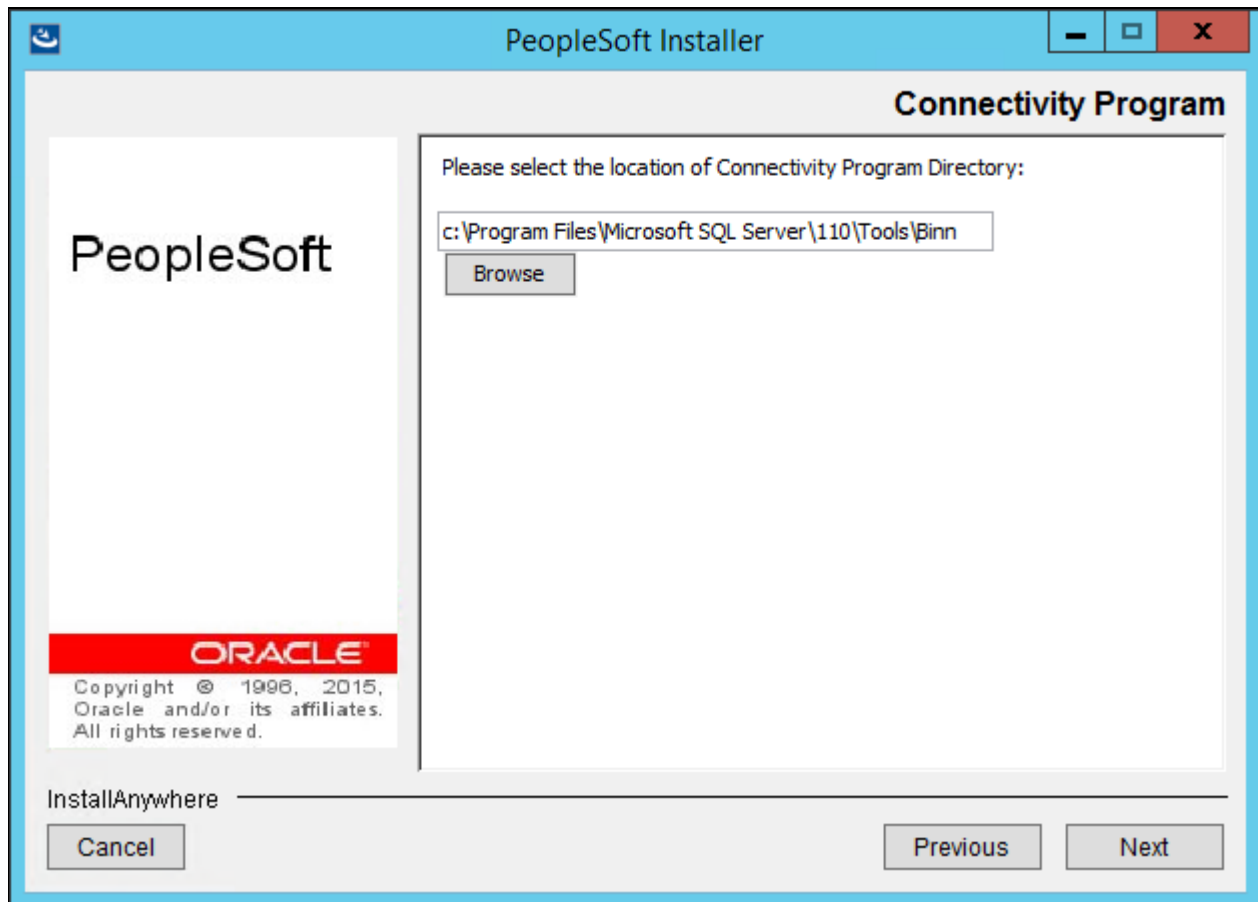 PeopleSoft Installer
Connectivity Program
PeopleSoft
Please select the location of Connectivity Program Directory:
c:\Program Files\Microsoft SQL Server\110\Tools\Binn
Browse
ORACLE
Copyright © 1996, 2015,
Oracle and/or its affiliates.
All rights reserved.
InstallAnywhere
Cancel
Previous
Next